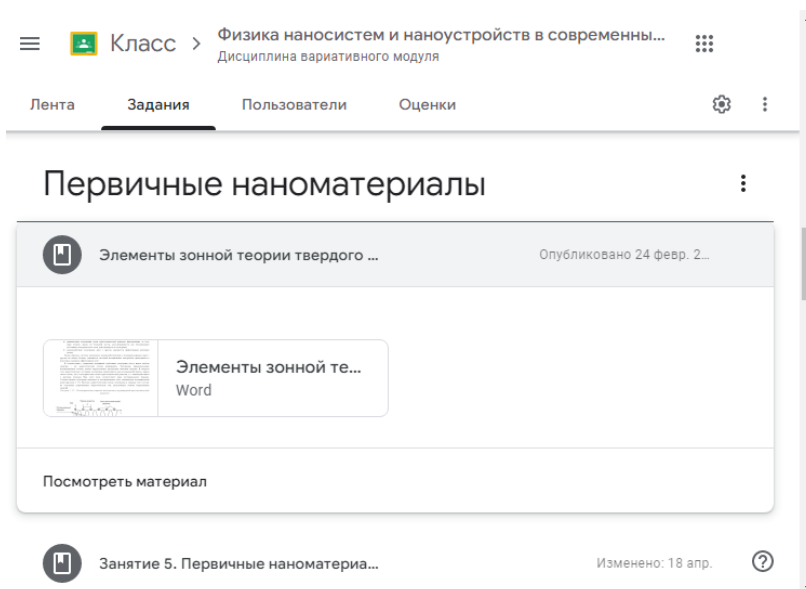 Класс > Физика наносистем и наноустройств в современны...
Дисциплина вариативного модуля
Лента Задания Пользователи Оценки
Первичные наноматериалы
Элементы зонной теории твердого ... Опубликовано 24 февр. 2...
Элементы зонной те...
Word
Посмотреть материал
Занятие 5. Первичные наноматериа... Изменено: 18 апр.